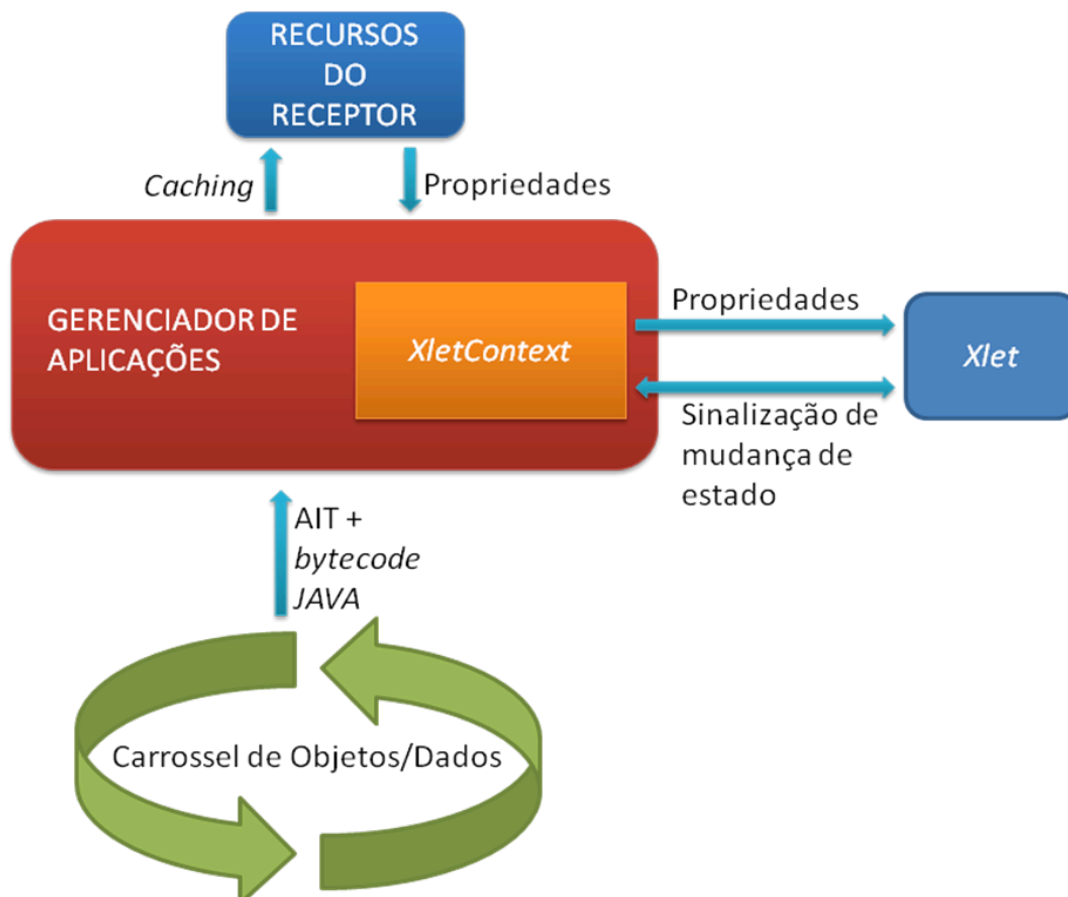 RECURSOS
DO
RECEPTOR
Caching
Propriedades
GERENCIADOR DE
APLICAÇÕES
XletContext
Propriedades
Xlet
Sinalização de
mudança de
estado
AIT +
bytecode
JAVA
Carrossel de Objetos/Dados